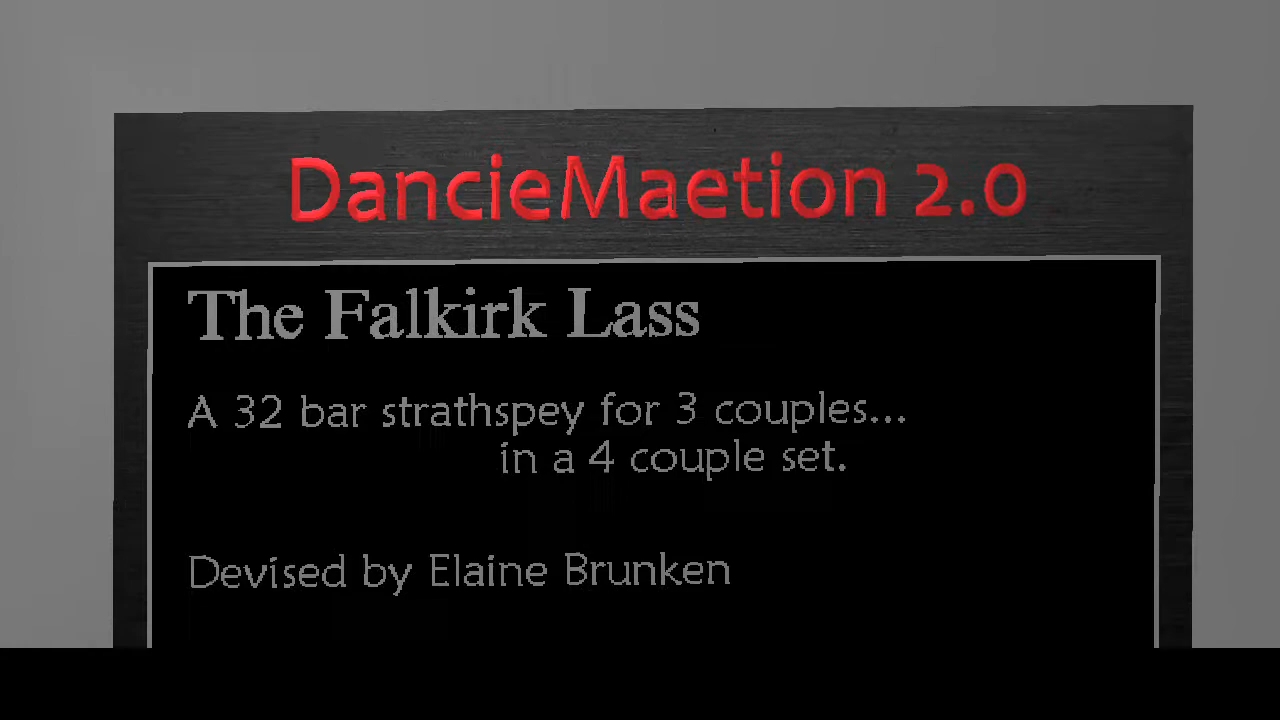 DancieMaetion 2.0
The Falkirk Lass
A 32 bar strathspey for 3 couples...
in a 4 couple set.
Devised by Elaine Brunken